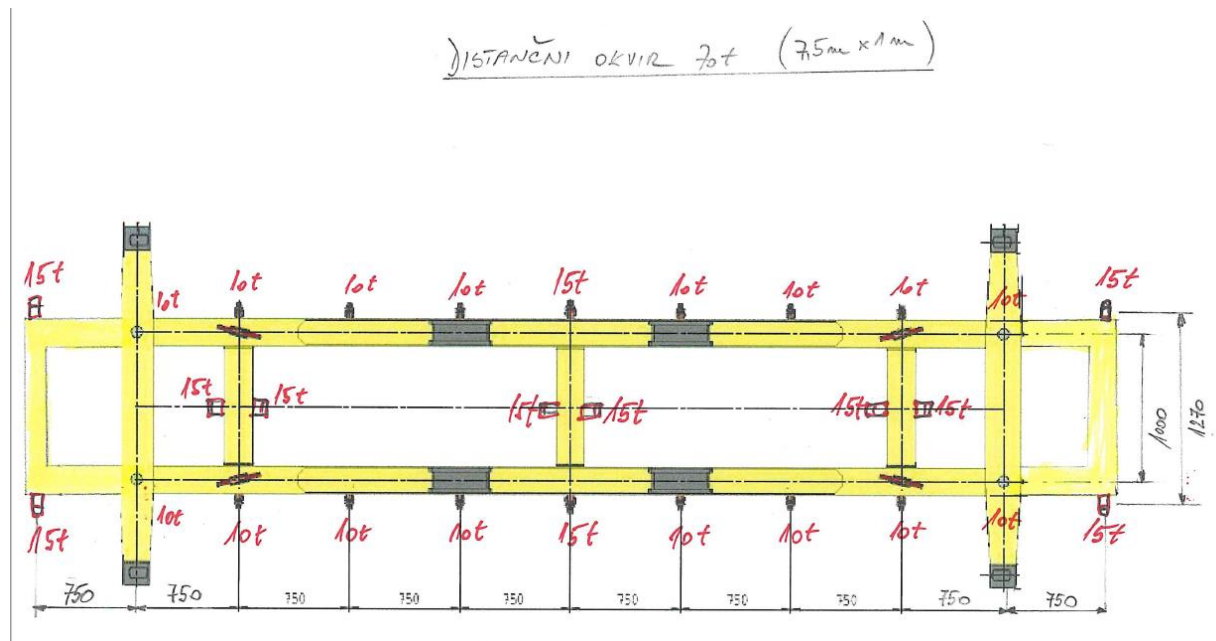 DISTANČNI OKVIR 70t (7,5m x 1m)
15t 10t 10t 10t 10t 15t 10t 10t 10t 10t 15t
15t 15t 15t 15t 15t 15t
1000 1270
15t 10t 10t 10t 10t 15t 10t 10t 10t 10t 15t
750 750 750 750 750 750 750 750 750 750